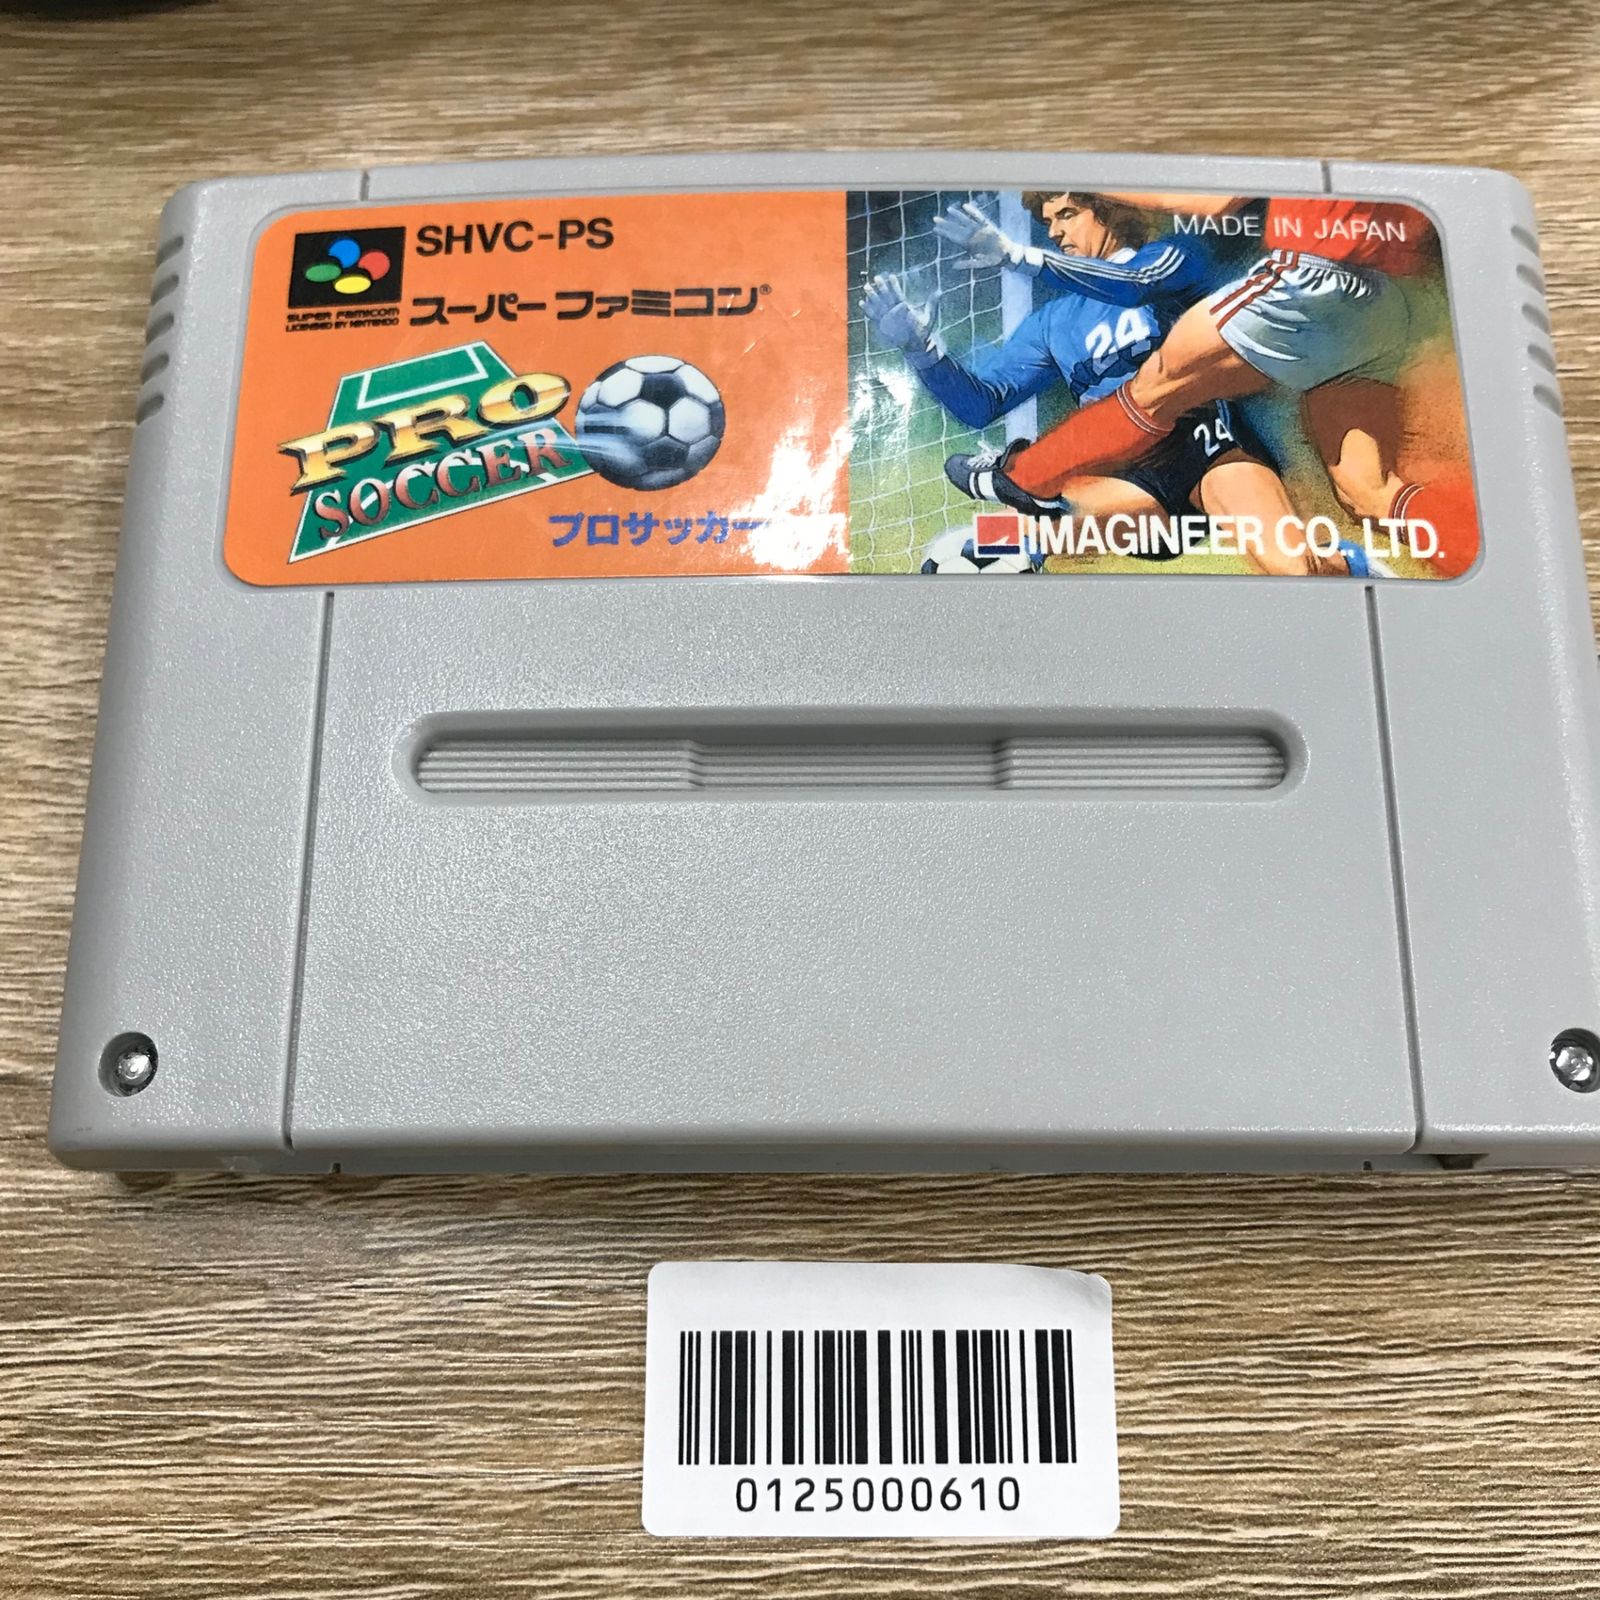 SHVC-PS
SUPER FAMICOM
LICENSED BY NINTENDO
スーパーファミコン®
PRO
SOCCER
プロサッカー
MADE IN JAPAN
24
24
IMAGINEER CO., LTD.
0125000610